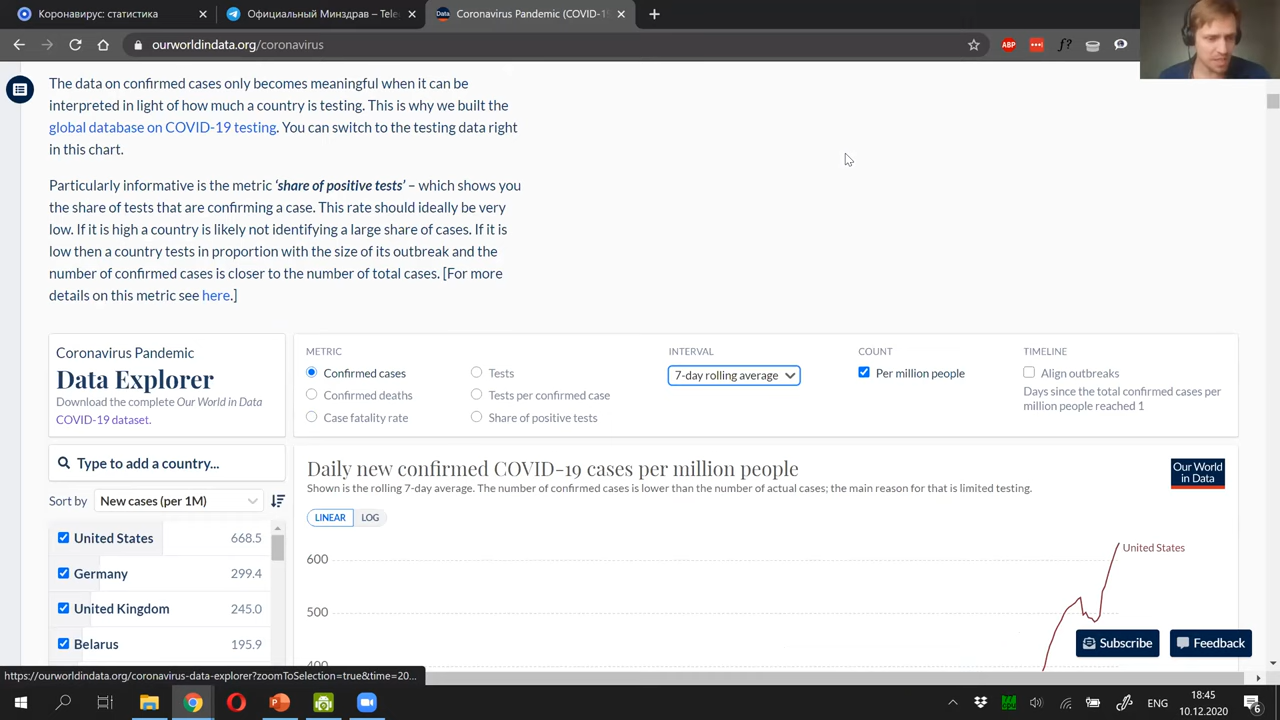 Коронавирус: статистика
Официальный Минздрав – Tele
Data
Coronavirus Pandemic (COVID-1
ourworldindata.org/coronavirus
ABP
f?
The data on confirmed cases only becomes meaningful when it can be
interpreted in light of how much a country is testing. This is why we built the
global database on COVID-19 testing. You can switch to the testing data right
in this chart.
Particularly informative is the metric ‘share of positive tests’ – which shows you
the share of tests that are confirming a case. This rate should ideally be very
low. If it is high a country is likely not identifying a large share of cases. If it is
low then a country tests in proportion with the size of its outbreak and the
number of confirmed cases is closer to the number of total cases. [For more
details on this metric see here.]
Coronavirus Pandemic
Data Explorer
Download the complete Our World in Data
COVID-19 dataset.
METRIC
Confirmed cases
Confirmed deaths
Case fatality rate
Tests
Tests per confirmed case
Share of positive tests
INTERVAL
7-day rolling average
COUNT
Per million people
TIMELINE
Align outbreaks
Days since the total confirmed cases per
million people reached 1
Type to add a country...
Sort by New cases (per 1M)
United States 668.5
Germany 299.4
United Kingdom 245.0
Belarus 195.9
Daily new confirmed COVID-19 cases per million people
Shown is the rolling 7-day average. The number of confirmed cases is lower than the number of actual cases; the main reason for that is limited testing.
Our World
in Data
LINEAR LOG
600
United States
500
400
Subscribe
Feedback
https://ourworldindata.org/coronavirus-data-explorer?zoomToSelection=true&time=20...
ENG
18:45
10.12.2020
6